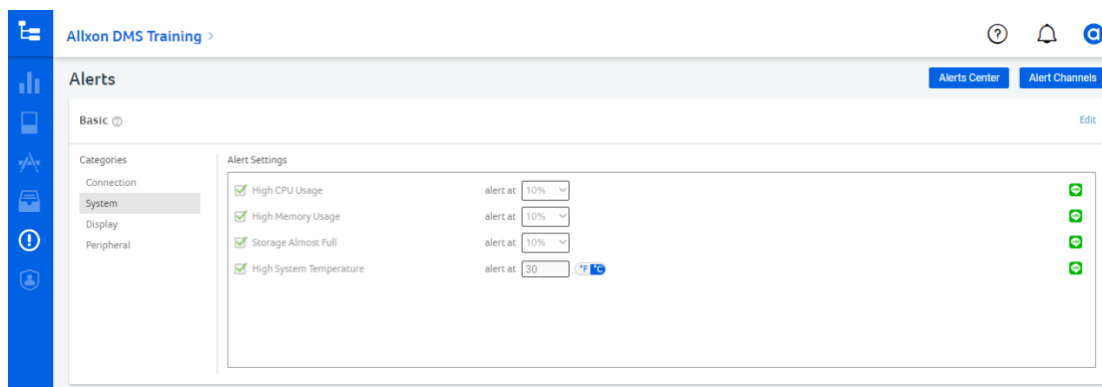 Allxon DMS Training >
Alerts
Alerts Center
Alert Channels
Basic
Edit
Categories
Connection
System
Display
Peripheral
Alert Settings
High CPU Usage alert at 10%
High Memory Usage alert at 10%
Storage Almost Full alert at 10%
High System Temperature alert at 30 °F °C